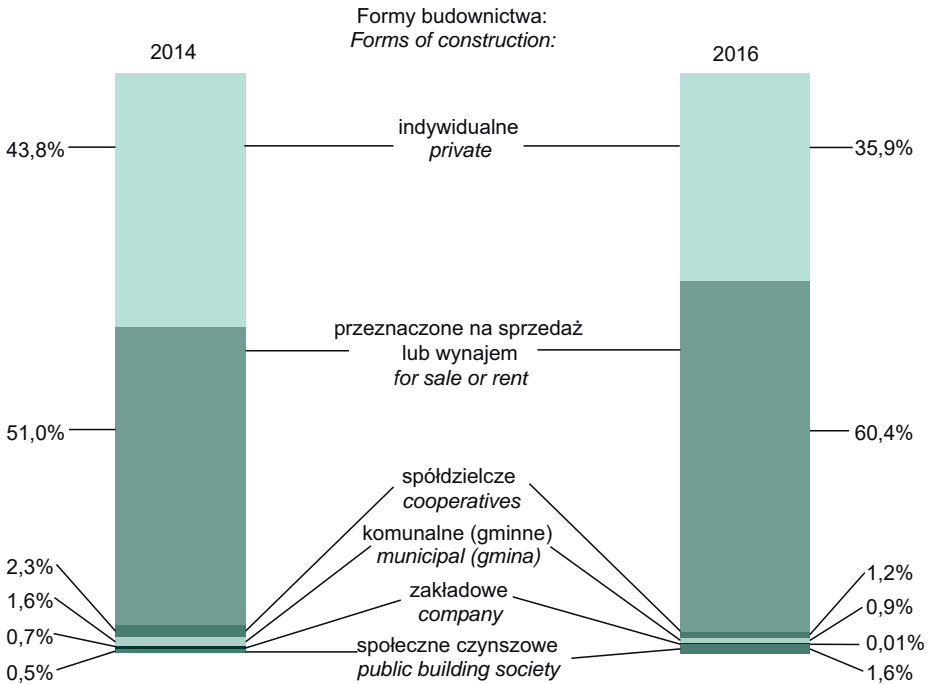 Formy budownictwa:
Forms of construction:
2014
2016
indywidualne
private
43,8%
35,9%
przeznaczone na sprzedaż
lub wynajem
for sale or rent
51,0%
60,4%
spółdzielcze
cooperatives
komunalne (gminne)
municipal (gmina)
zakładowe
company
społeczne czynszowe
public building society
2,3%
1,6%
0,7%
0,5%
1,2%
0,9%
0,01%
1,6%